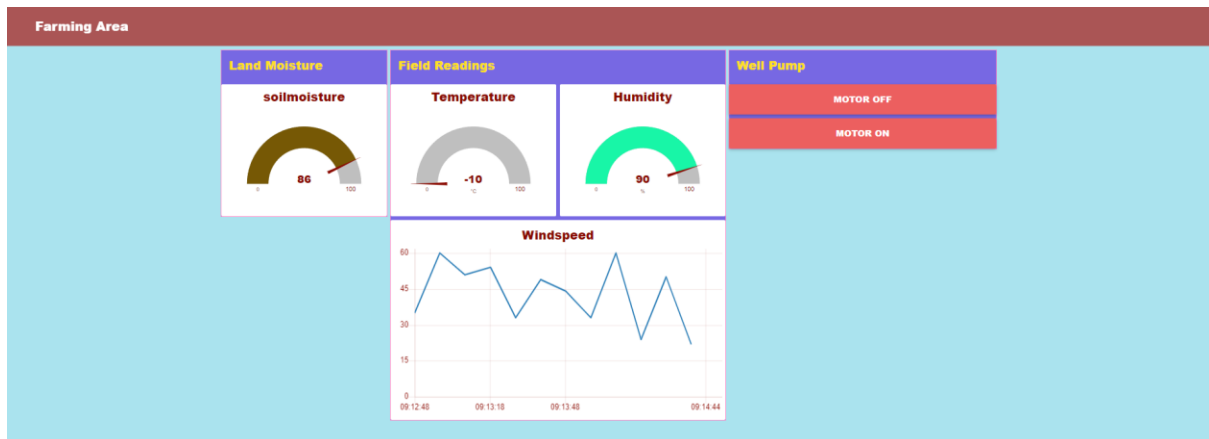 Farming Area
Land Moisture
soilmoisture
86
0
100
Field Readings
Temperature
-10
0
°C
100
Humidity
90
0
%
100
Windspeed
60
45
30
15
0
09:12:48
09:13:18
09:13:48
09:14:44
Well Pump
MOTOR OFF
MOTOR ON